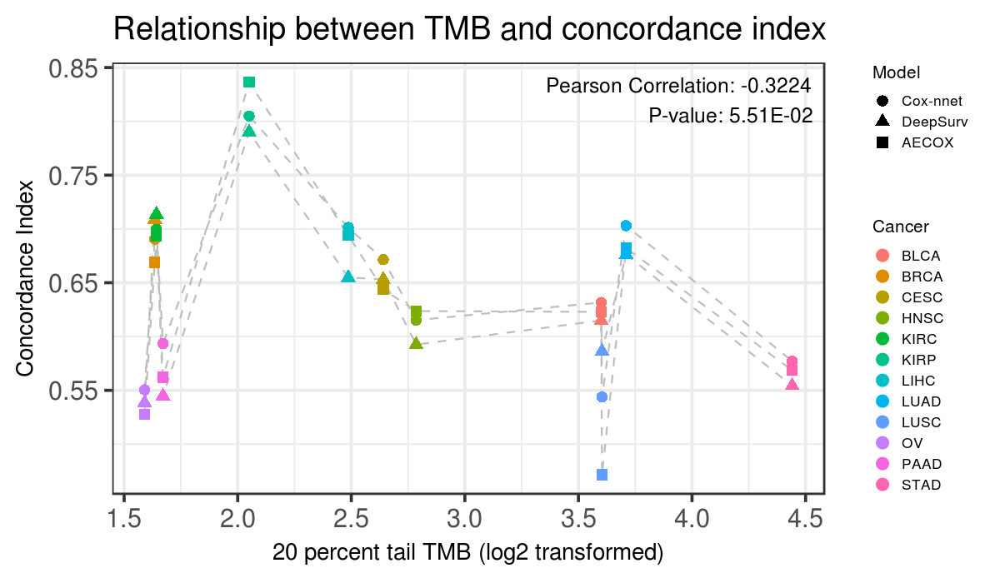 Relationship between TMB and concordance index
Pearson Correlation: -0.3224
P-value: 5.51E-02
Concordance Index
0.85
0.75
0.65
0.55
1.5 2.0 2.5 3.0 3.5 4.0 4.5
20 percent tail TMB (log2 transformed)
Model
Cox-nnet
DeepSurv
AECOX
Cancer
BLCA
BRCA
CESC
HNSC
KIRC
KIRP
LIHC
LUAD
LUSC
OV
PAAD
STAD